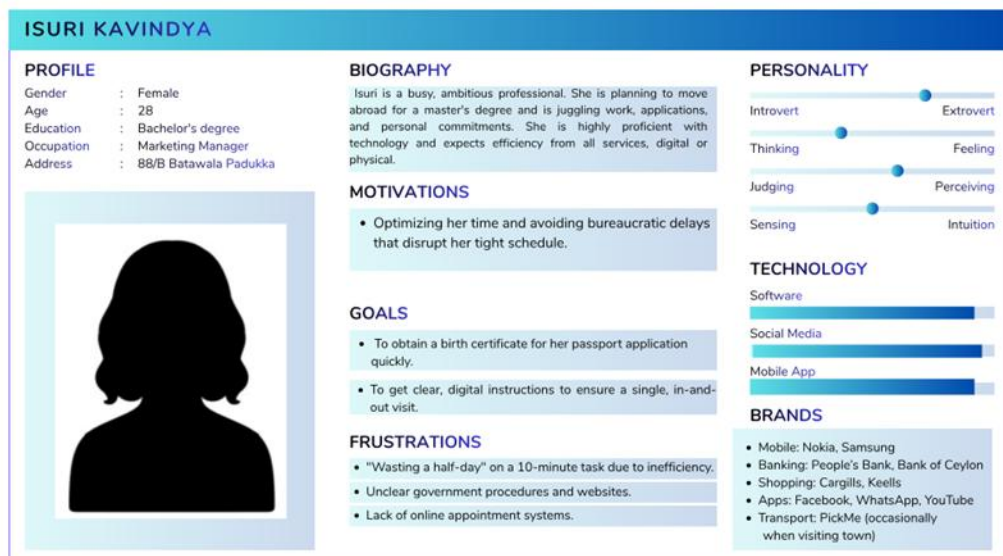 ISURI KAVINDYA
PROFILE
Gender : Female
Age : 28
Education : Bachelor's degree
Occupation : Marketing Manager
Address : 88/B Batawala Padukka
BIOGRAPHY
Isuri is a busy, ambitious professional. She is planning to move
abroad for a master's degree and is juggling work, applications,
and personal commitments. She is highly proficient with
technology and expects efficiency from all services, digital or
physical.
MOTIVATIONS
• Optimizing her time and avoiding bureaucratic delays
that disrupt her tight schedule.
GOALS
• To obtain a birth certificate for her passport application
quickly.
• To get clear, digital instructions to ensure a single, in-and-
out visit.
FRUSTRATIONS
• "Wasting a half-day" on a 10-minute task due to inefficiency.
• Unclear government procedures and websites.
• Lack of online appointment systems.
PERSONALITY
Introvert Extrovert
Thinking Feeling
Judging Perceiving
Sensing Intuition
TECHNOLOGY
Software
Social Media
Mobile App
BRANDS
• Mobile: Nokia, Samsung
• Banking: People's Bank, Bank of Ceylon
• Shopping: Cargills, Keells
• Apps: Facebook, WhatsApp, YouTube
• Transport: PickMe (occasionally
when visiting town)